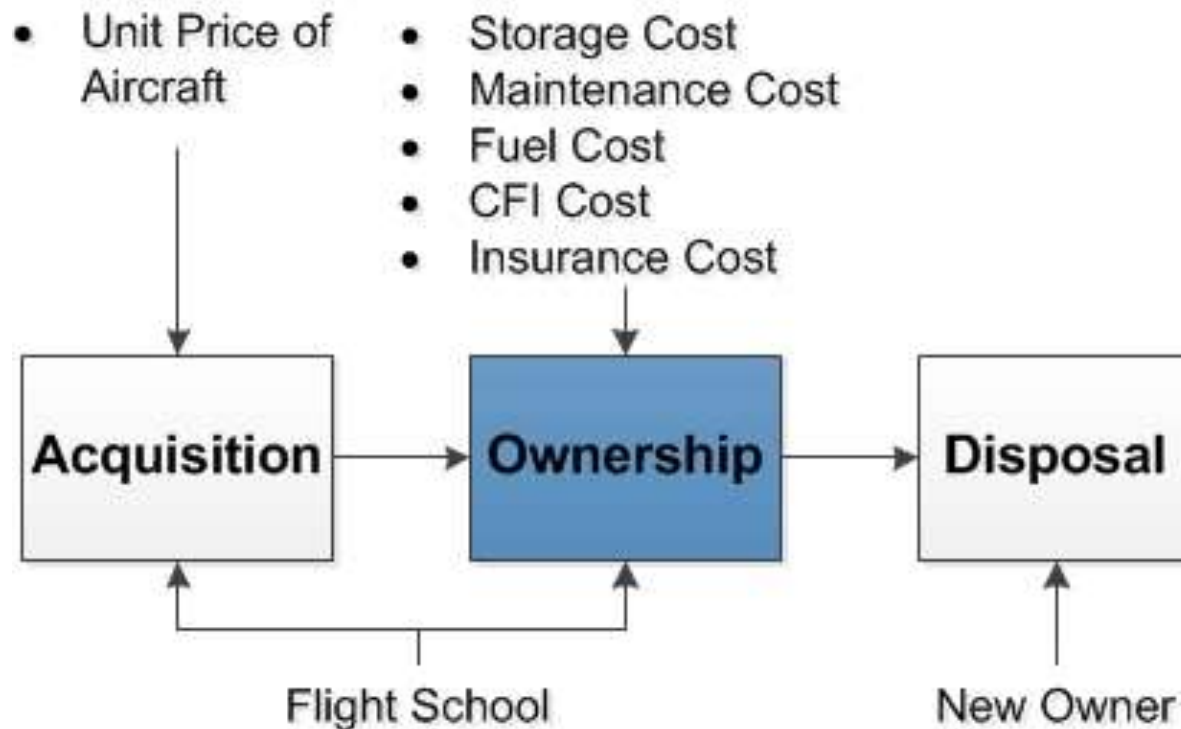 • Unit Price of
Aircraft
• Storage Cost
• Maintenance Cost
• Fuel Cost
• CFI Cost
• Insurance Cost
Acquisition
Ownership
Disposal
Flight School
New Owner